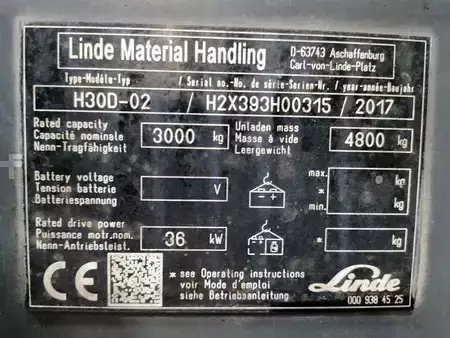 Linde Material Handling
D-63743 Aschaffenburg
Carl-von-Linde-Platz
Type-Modèle-Typ / Serial no.-No. de série-Serien-Nr. / year-année-Baujahr
H30D-02 / H2X393H00315 / 2017
Rated capacity
Capacité nominale
Nenn-Tragfähigkeit
3000 kg
Unladen mass
Masse à vide
Leergewicht
4800 kg
Battery voltage
Tension batterie
Batteriespannung
V
- +
max.
*
min.
kg
kg
Rated drive power
Puissance motr.nom.
Nenn-Antriebsleist.
36 kW
* kg
CE
* see Operating instructions
voir Mode d'emploi
siehe Betriebsanleitung
Linde
000 938 45 25